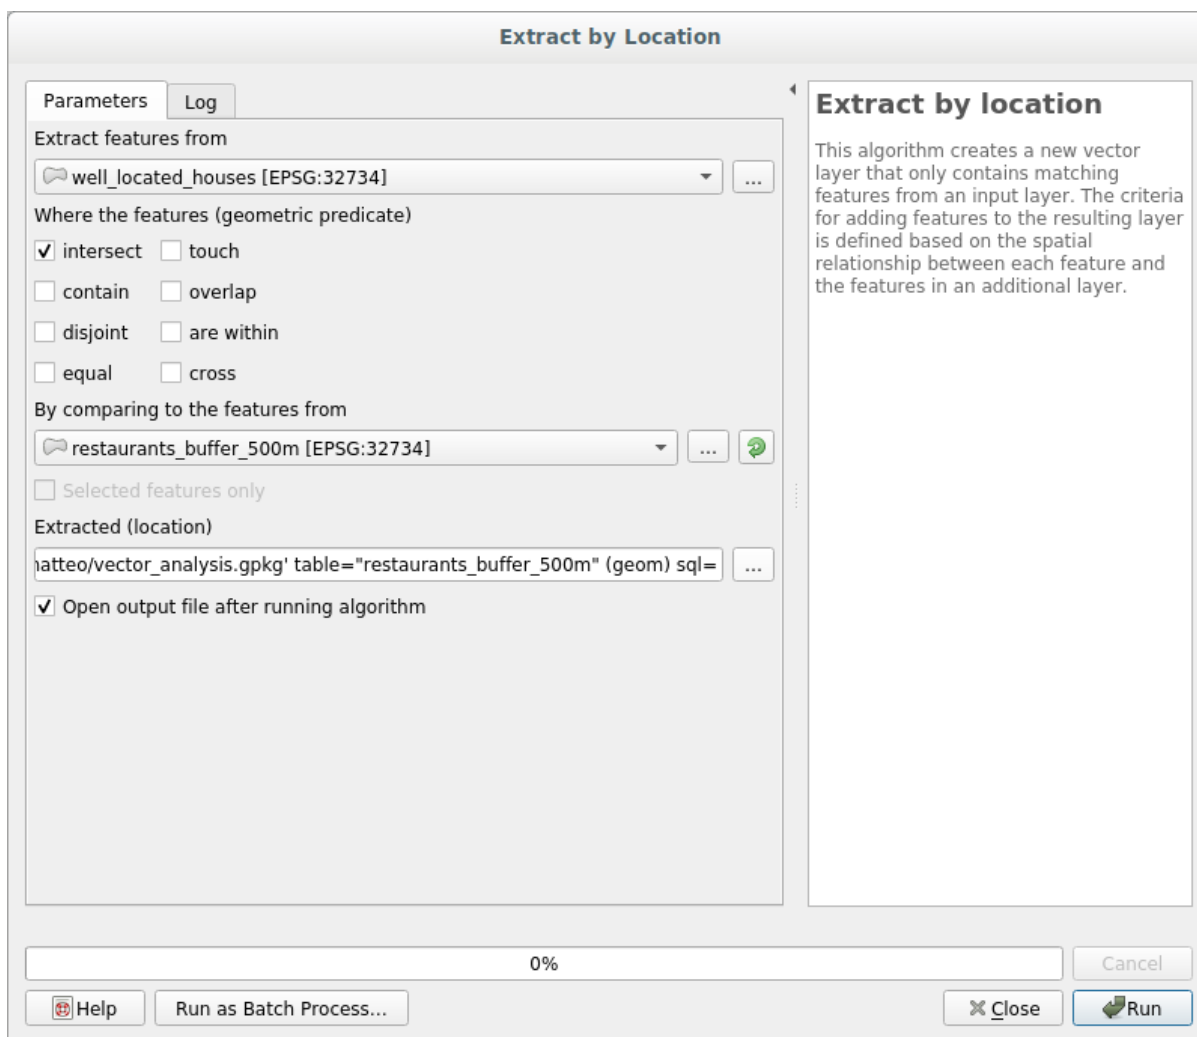 Extract by Location
Parameters Log
Extract features from
well_located_houses [EPSG:32734] ...
Where the features (geometric predicate)
intersect touch
contain overlap
disjoint are within
equal cross
By comparing to the features from
restaurants_buffer_500m [EPSG:32734] ...
Selected features only
Extracted (location)
/vector_analysis.gpkg' table="restaurants_buffer_500m" (geom) sql= ...
Open output file after running algorithm
Extract by location
This algorithm creates a new vector
layer that only contains matching
features from an input layer. The criteria
for adding features to the resulting layer
is defined based on the spatial
relationship between each feature and
the features in an additional layer.
0%
Cancel
Help Run as Batch Process... Close Run